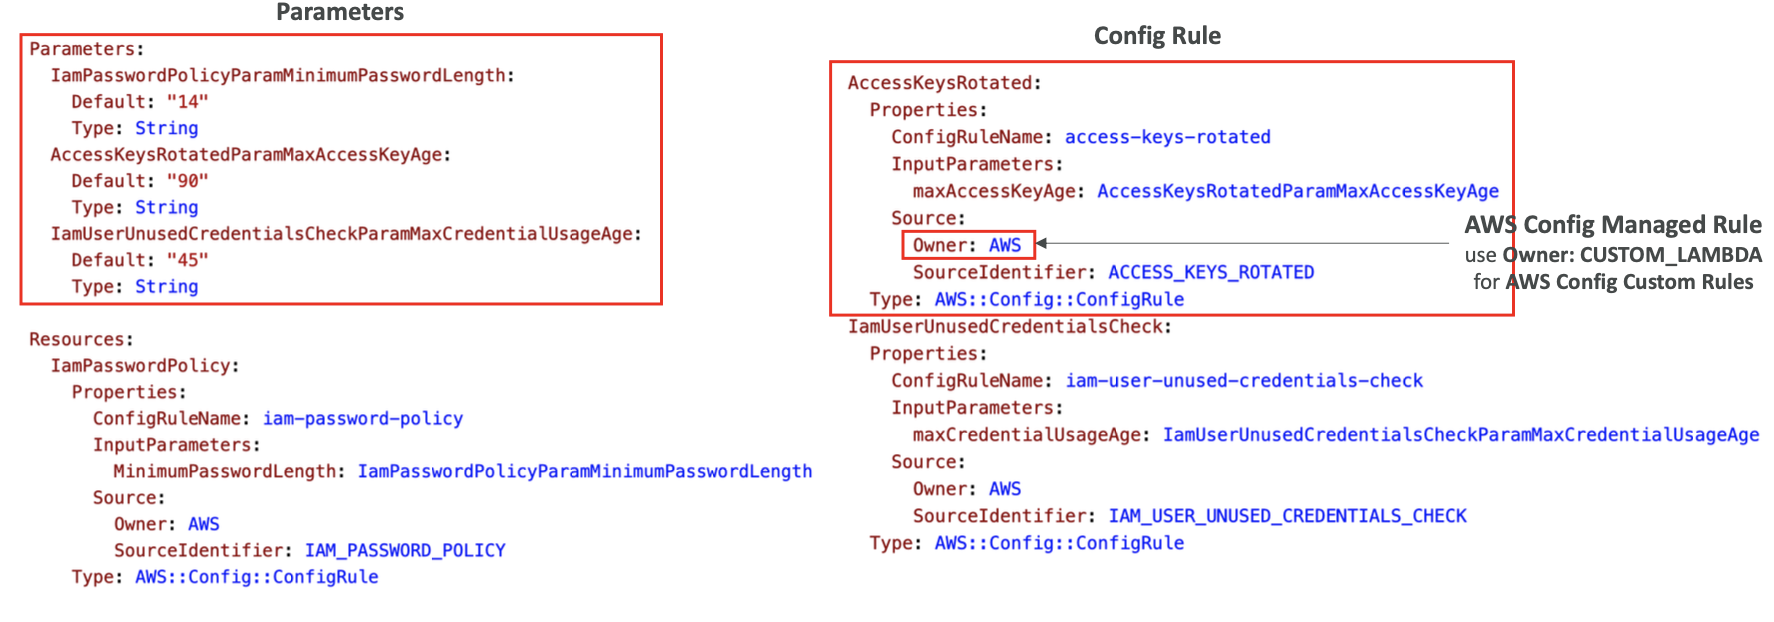 Parameters
Parameters:
IamPasswordPolicyParamMinimumPasswordLength:
Default: "14"
Type: String
AccessKeysRotatedParamMaxAccessKeyAge:
Default: "90"
Type: String
IamUserUnusedCredentialsCheckParamMaxCredentialUsageAge:
Default: "45"
Type: String
Resources:
IamPasswordPolicy:
Properties:
ConfigRuleName: iam-password-policy
InputParameters:
MinimumPasswordLength: IamPasswordPolicyParamMinimumPasswordLength
Source:
Owner: AWS
SourceIdentifier: IAM_PASSWORD_POLICY
Type: AWS::Config::ConfigRule
Config Rule
AccessKeysRotated:
Properties:
ConfigRuleName: access-keys-rotated
InputParameters:
maxAccessKeyAge: AccessKeysRotatedParamMaxAccessKeyAge
Source:
Owner: AWS
SourceIdentifier: ACCESS_KEYS_ROTATED
Type: AWS::Config::ConfigRule
IamUserUnusedCredentialsCheck:
Properties:
ConfigRuleName: iam-user-unused-credentials-check
InputParameters:
maxCredentialUsageAge: IamUserUnusedCredentialsCheckParamMaxCredentialUsageAge
Source:
Owner: AWS
SourceIdentifier: IAM_USER_UNUSED_CREDENTIALS_CHECK
Type: AWS::Config::ConfigRule
AWS Config Managed Rule
use Owner: CUSTOM_LAMBDA
for AWS Config Custom Rules